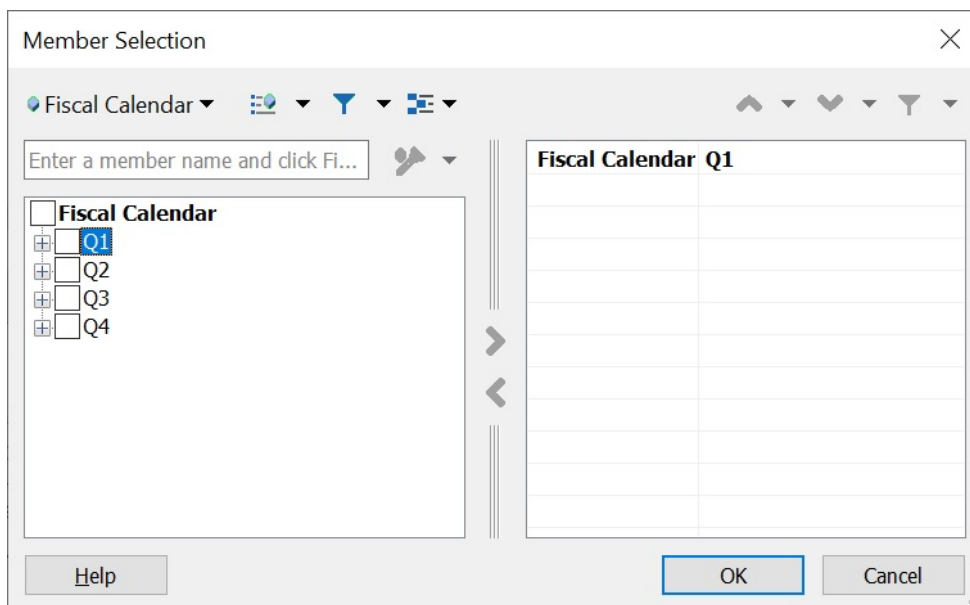 Member Selection
Fiscal Calendar
Enter a member name and click Fi...
Fiscal Calendar
Q1
Q2
Q3
Q4
Fiscal Calendar Q1
Help
OK
Cancel